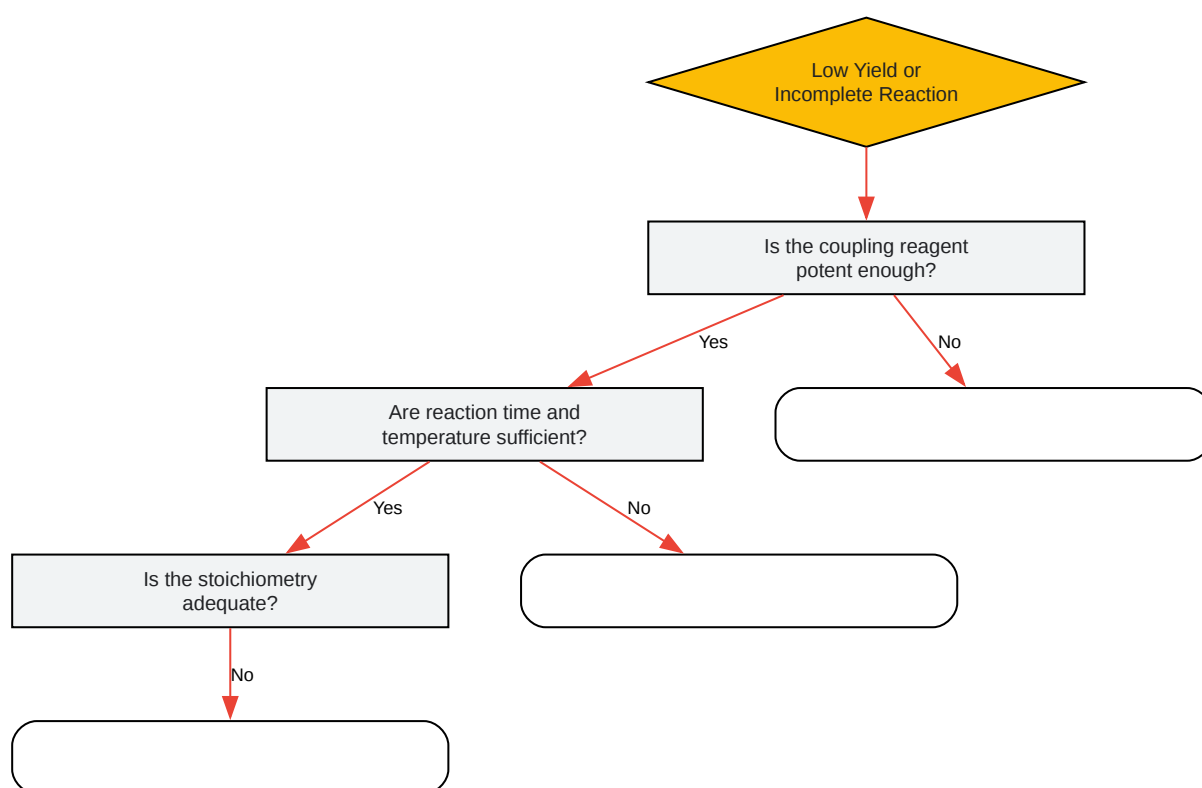 Low Yield or
Incomplete Reaction
Is the coupling reagent
potent enough?
Yes
No
Are reaction time and
temperature sufficient?
Yes
No
Is the stoichiometry
adequate?
No